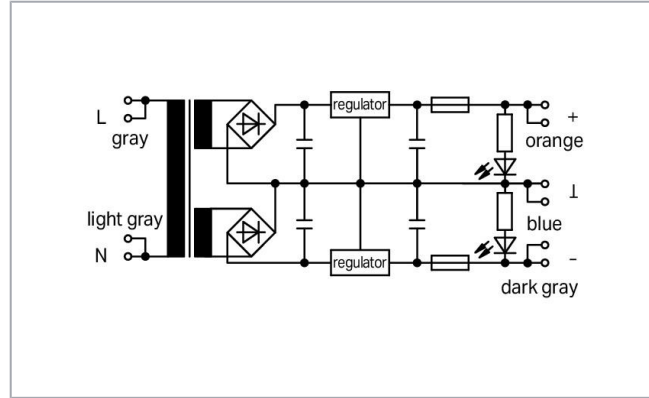 L
gray
light gray
N
regulator
regulator
+
orange
⊥
blue
-
dark gray